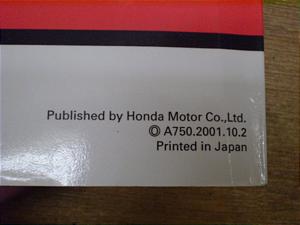 Published by Honda Motor Co.,Ltd.
© A750.2001.10.2
Printed in Japan